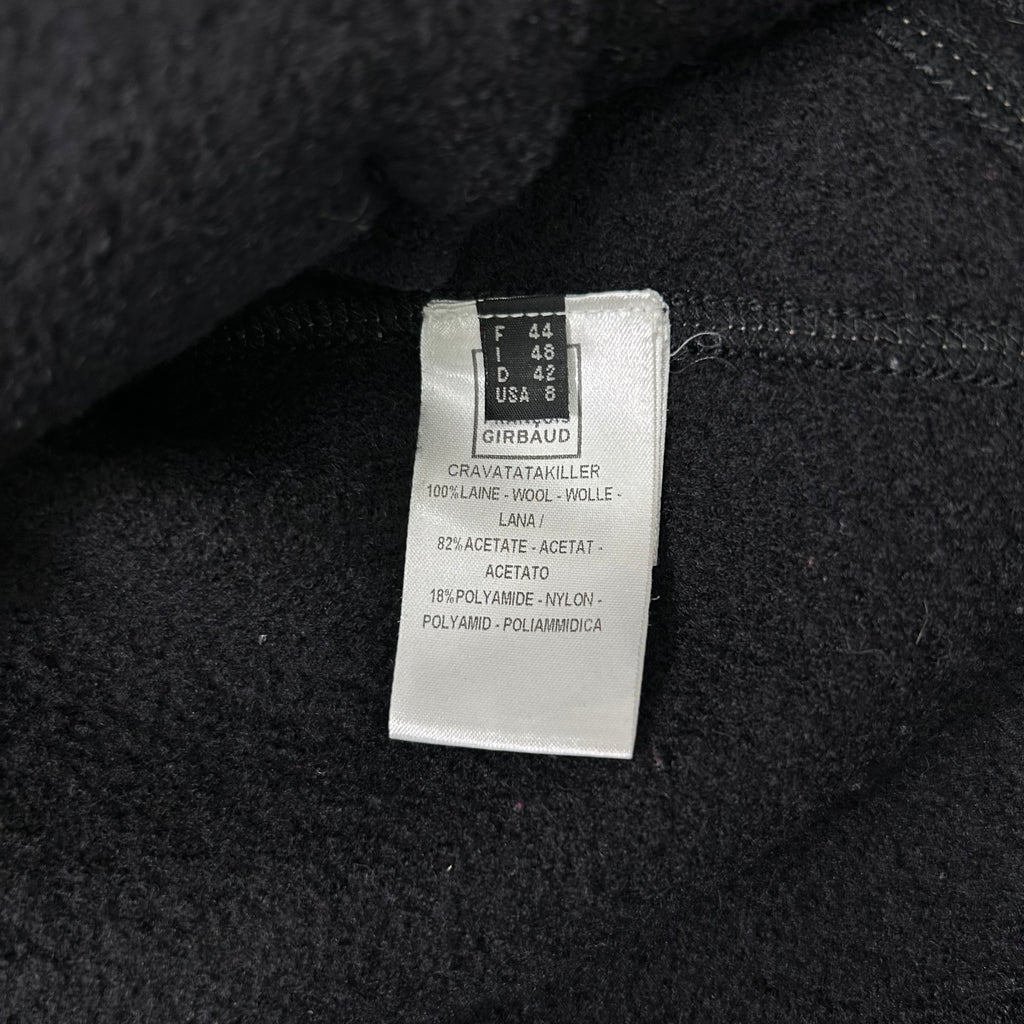 F 44
I 48
D 42
USA 8
FRANÇOIS
GIRBAUD
CRAVATATAKILLER
100%LAINE - WOOL - WOLLE -
LANA /
82%ACETATE - ACETAT -
ACETATO
18%POLYAMIDE - NYLON -
POLYAMID - POLIAMMIDICA